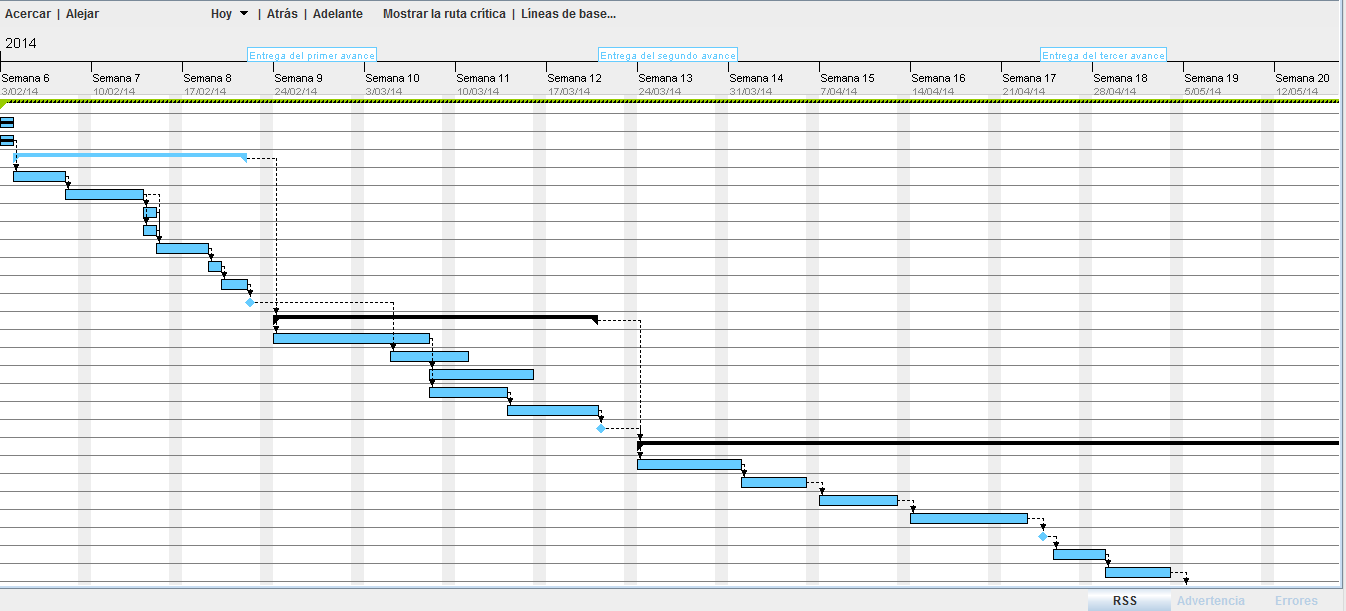 Acercar | Alejar Hoy | Atrás | Adelante Mostrar la ruta crítica | Líneas de base...
2014
Entrega del primer avance Entrega del segundo avance Entrega del tercer avance
Semana 6 Semana 7 Semana 8 Semana 9 Semana 10 Semana 11 Semana 12 Semana 13 Semana 14 Semana 15 Semana 16 Semana 17 Semana 18 Semana 19 Semana 20
3/02/14 10/02/14 17/02/14 24/02/14 3/03/14 10/03/14 17/03/14 24/03/14 31/03/14 7/04/14 14/04/14 21/04/14 28/04/14 5/05/14 12/05/14
RSS Advertencia Errores